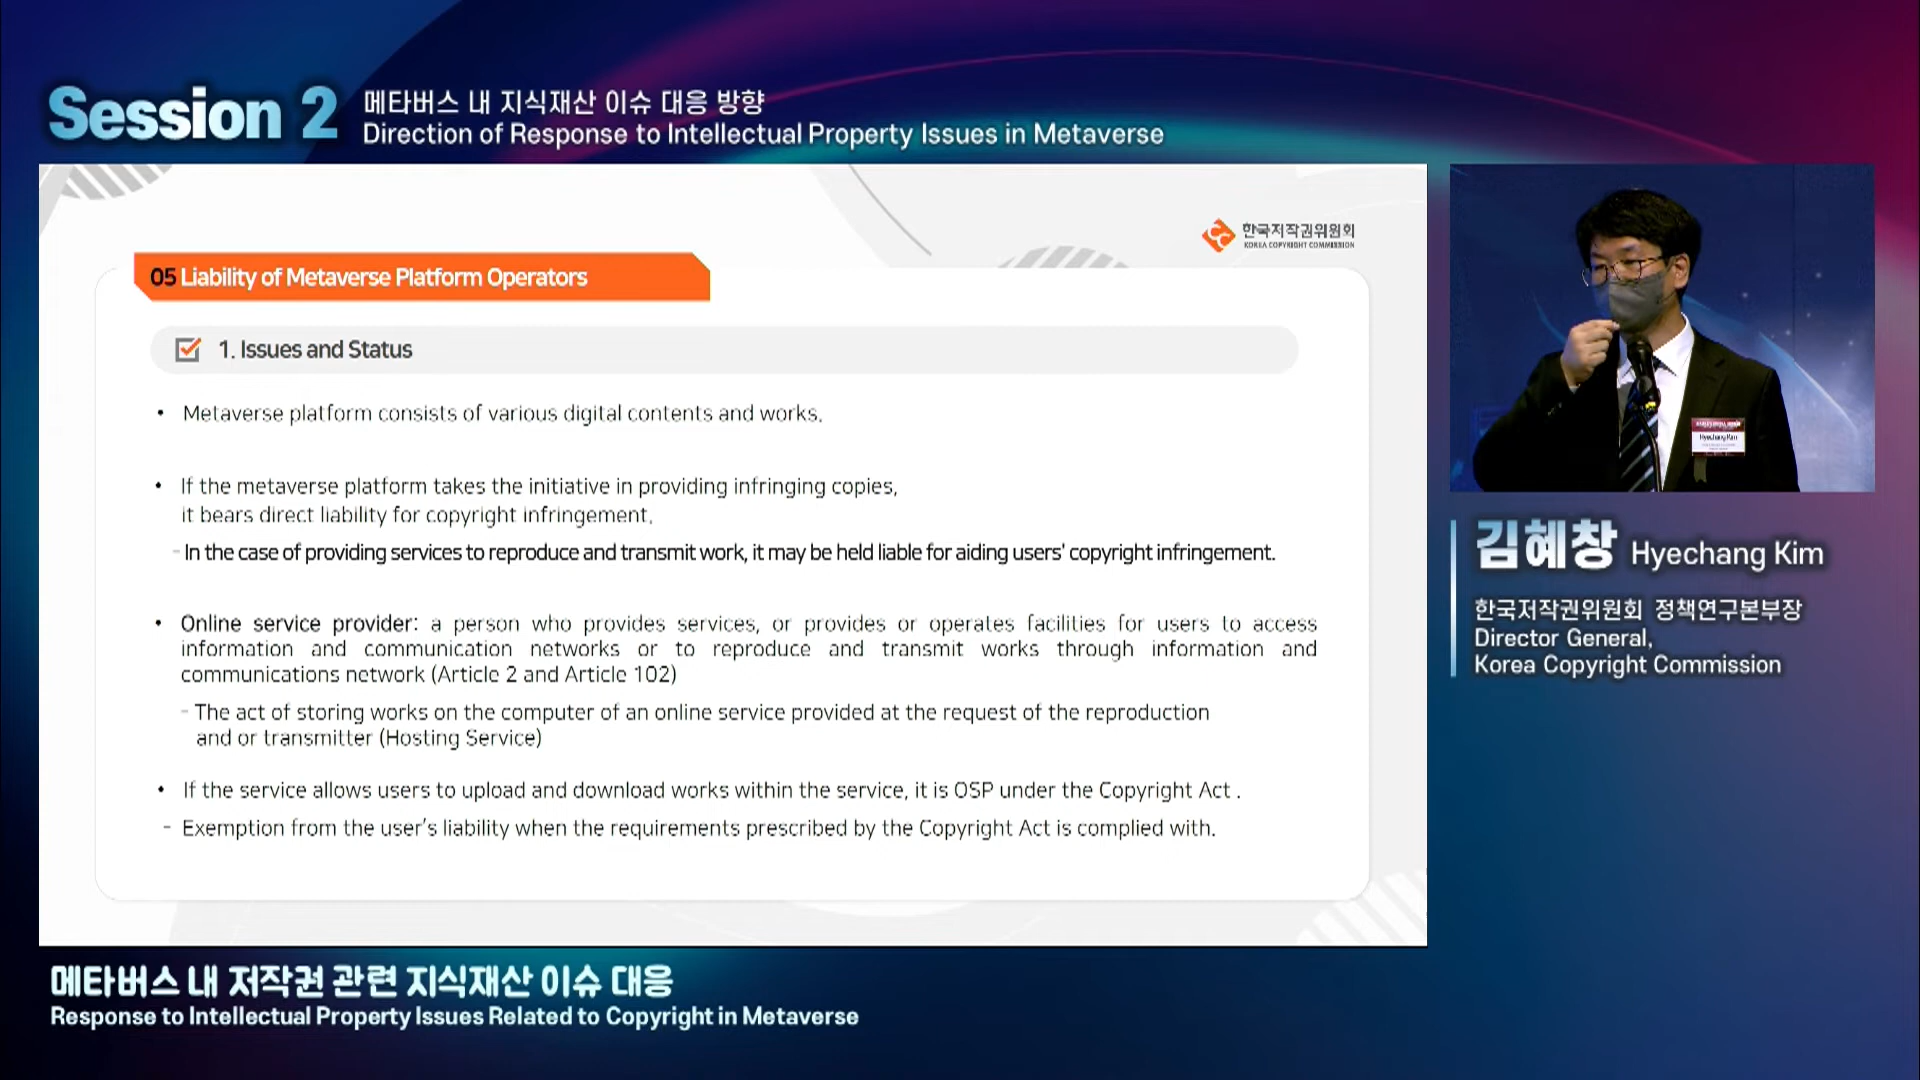 Session 2
메타버스 내 지식재산 이슈 대응 방향
Direction of Response to Intellectual Property Issues in Metaverse
한국저작권위원회
KOREA COPYRIGHT COMMISSION
05 Liability of Metaverse Platform Operators
1. Issues and Status
• Metaverse platform consists of various digital contents and works.
• If the metaverse platform takes the initiative in providing infringing copies,
it bears direct liability for copyright infringement.
- In the case of providing services to reproduce and transmit work, it may be held liable for aiding users' copyright infringement.
• Online service provider: a person who provides services, or provides or operates facilities for users to access
information and communication networks or to reproduce and transmit works through information and
communications network (Article 2 and Article 102)
- The act of storing works on the computer of an online service provided at the request of the reproduction
and or transmitter (Hosting Service)
• If the service allows users to upload and download works within the service, it is OSP under the Copyright Act .
- Exemption from the user’s liability when the requirements prescribed by the Copyright Act is complied with.
Hyechang Kim
김혜창 Hyechang Kim
한국저작권위원회 정책연구본부장
Director General,
Korea Copyright Commission
메타버스 내 저작권 관련 지식재산 이슈 대응
Response to Intellectual Property Issues Related to Copyright in Metaverse